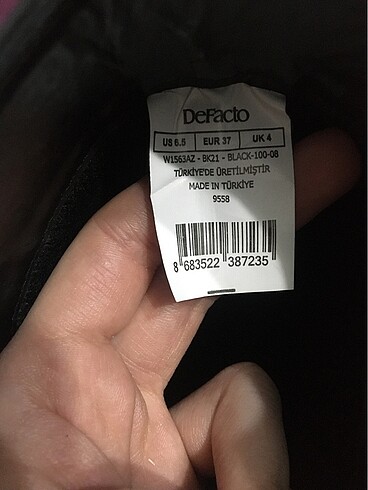 DeFacto
US 6.5 EUR 37 UK 4
W1563AZ - BK21 - BLACK-100-08
TÜRKİYE'DE ÜRETİLMİŞTİR
MADE IN TÜRKİYE
9558
8 683522 387235